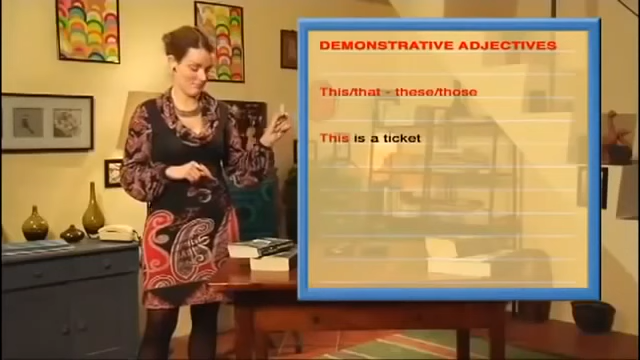 DEMONSTRATIVE ADJECTIVES
This/that - these/those
This is a ticket